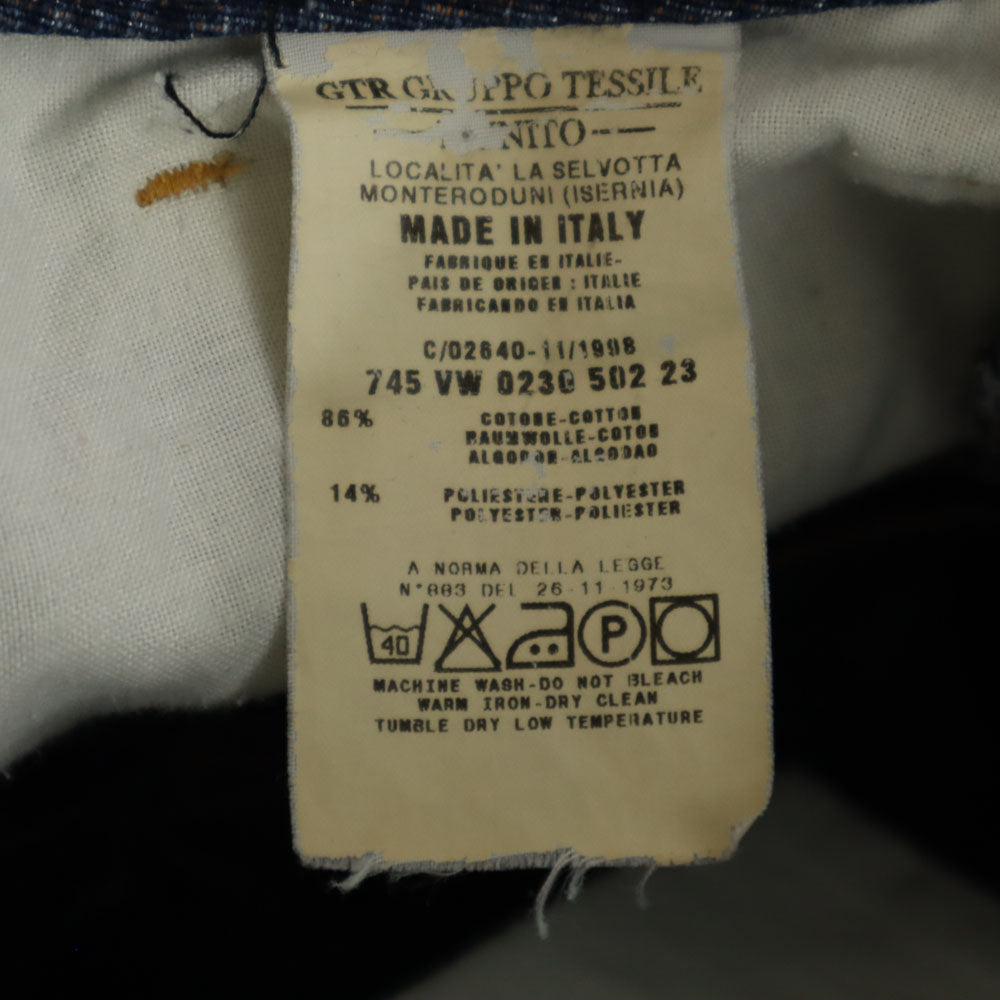 GTR GRUPPO TESSILE
LOCALITA' LA SELVOTTA
MONTERODUNI (ISERNIA)
MADE IN ITALY
FABRIQUE EN ITALIE-
PAIS DE ORIGEN : ITALIE
FABRICANDO EN ITALIA
C/02640-11/1998
745 VW 0230 502 23
86% COTONE-COTTON
BAUMWOLLE-COTON
ALGODON-ALGODAO
14% POLIESTERE-POLYESTER
POLYESTER-POLIESTER
A NORMA DELLA LEGGE
N°883 DEL 26-11-1973
40 P
MACHINE WASH-DO NOT BLEACH
WARM IRON-DRY CLEAN
TUMBLE DRY LOW TEMPERATURE